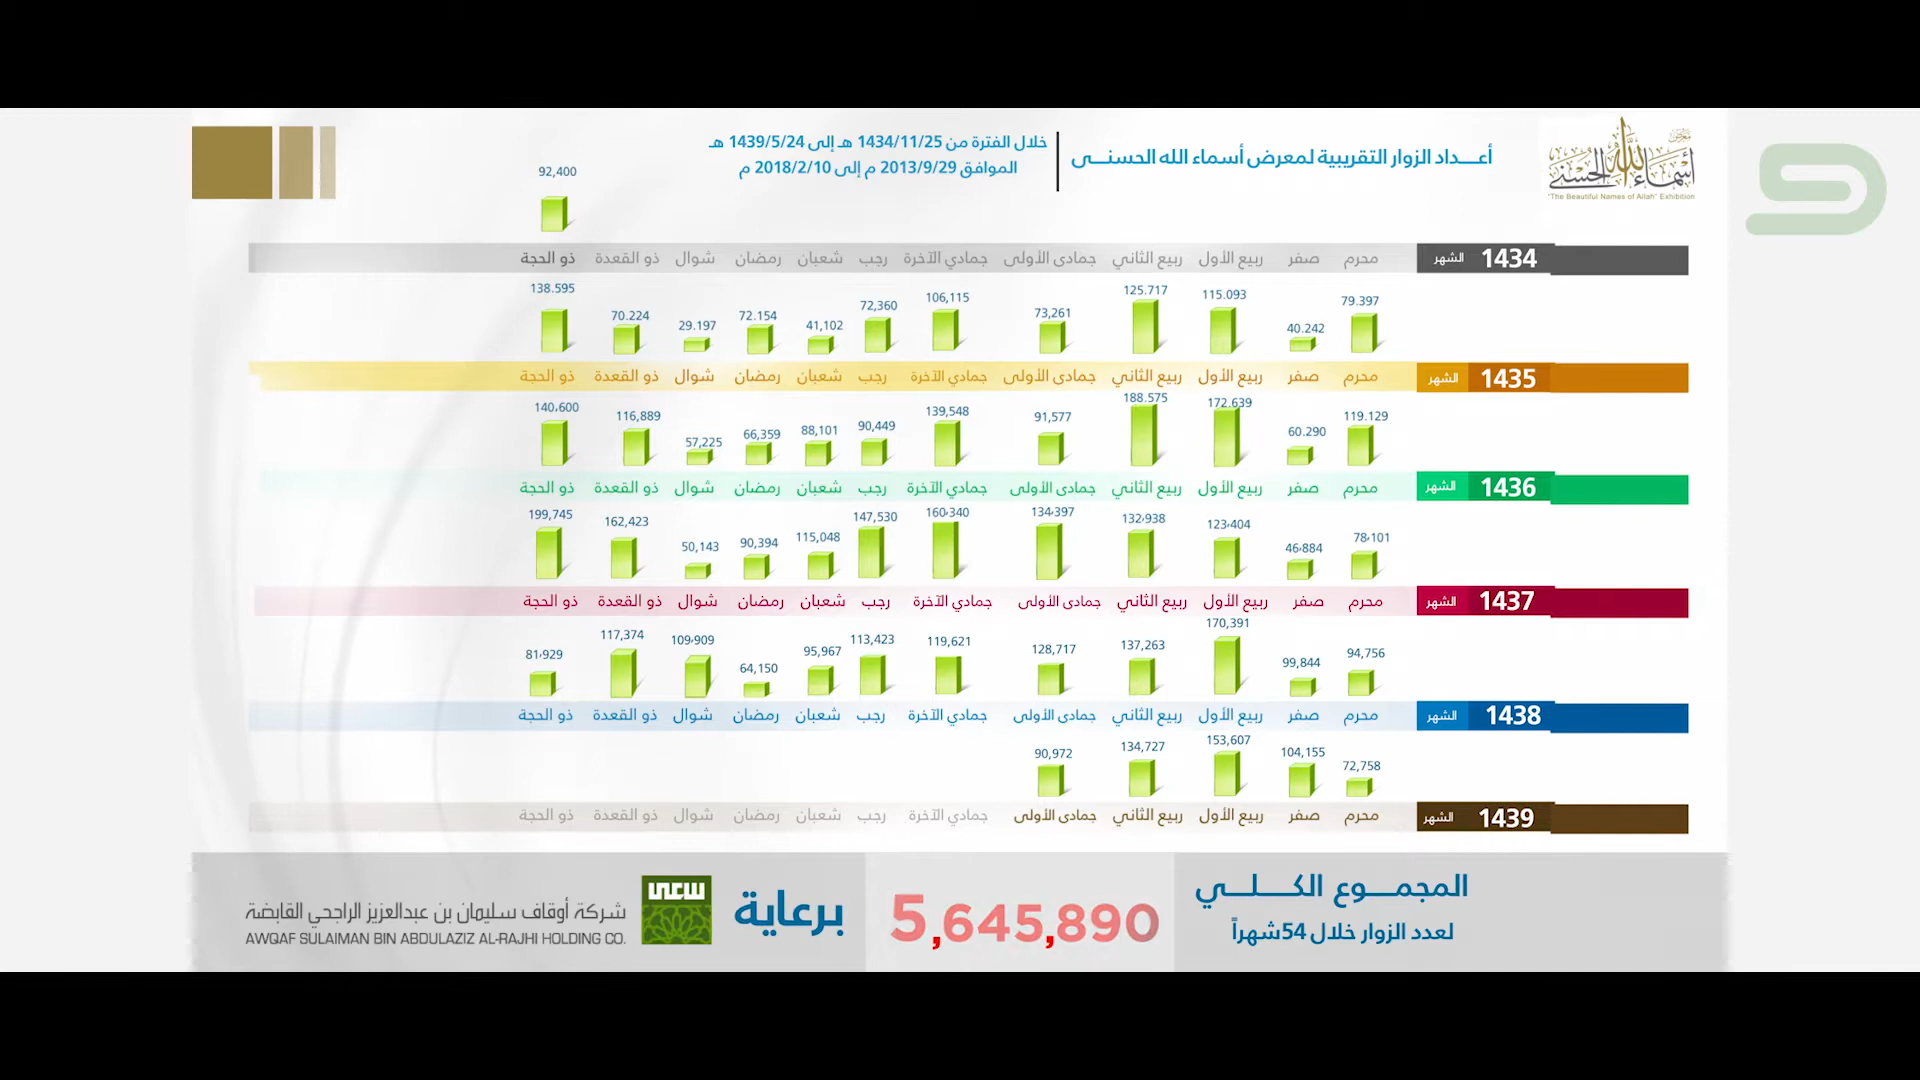 أعـــداد الزوار التقريبية لمعرض أسماء الله الحسنــى
خلال الفترة من 1434/11/25 هـ إلى 1439/5/24 هـ
الموافق 2013/9/29 م إلى 2018/2/10 م
معرض
أسماء الله الحسنى
"The Beautiful Names of Allah" Exhibition
92,400
1434 الشهر محرم صفر ربيع الأول ربيع الثاني جمادى الأولى جمادي الآخرة رجب شعبان رمضان شوال ذو القعدة ذو الحجة
79.397 40.242 115.093 125.717 73,261 106,115 72,360 41,102 72.154 29.197 70.224 138.595
1435 الشهر محرم صفر ربيع الأول ربيع الثاني جمادى الأولى جمادي الآخرة رجب شعبان رمضان شوال ذو القعدة ذو الحجة
119.129 60.290 172.639 188.575 91,577 139,548 90,449 88,101 66,359 57,225 116,889 140،600
1436 الشهر محرم صفر ربيع الأول ربيع الثاني جمادى الأولى جمادي الآخرة رجب شعبان رمضان شوال ذو القعدة ذو الحجة
78،101 46،884 123،404 132،938 134،397 160،340 147,530 115,048 90,394 50,143 162,423 199,745
1437 الشهر محرم صفر ربيع الأول ربيع الثاني جمادى الأولى جمادي الآخرة رجب شعبان رمضان شوال ذو القعدة ذو الحجة
94,756 99,844 170,391 137,263 128,717 119,621 113,423 95,967 64,150 109،909 117,374 81،929
1438 الشهر محرم صفر ربيع الأول ربيع الثاني جمادى الأولى جمادي الآخرة رجب شعبان رمضان شوال ذو القعدة ذو الحجة
72,758 104,155 153,607 134,727 90,972
1439 الشهر محرم صفر ربيع الأول ربيع الثاني جمادى الأولى جمادي الآخرة رجب شعبان رمضان شوال ذو القعدة ذو الحجة
المجمـــوع الكـــلـــي
لعدد الزوار خلال 54شهراً
5,645,890
برعاية
شركة أوقاف سليمان بن عبدالعزيز الراجحي القابضة
AWQAF SULAIMAN BIN ABDULAZIZ AL-RAJHI HOLDING CO.